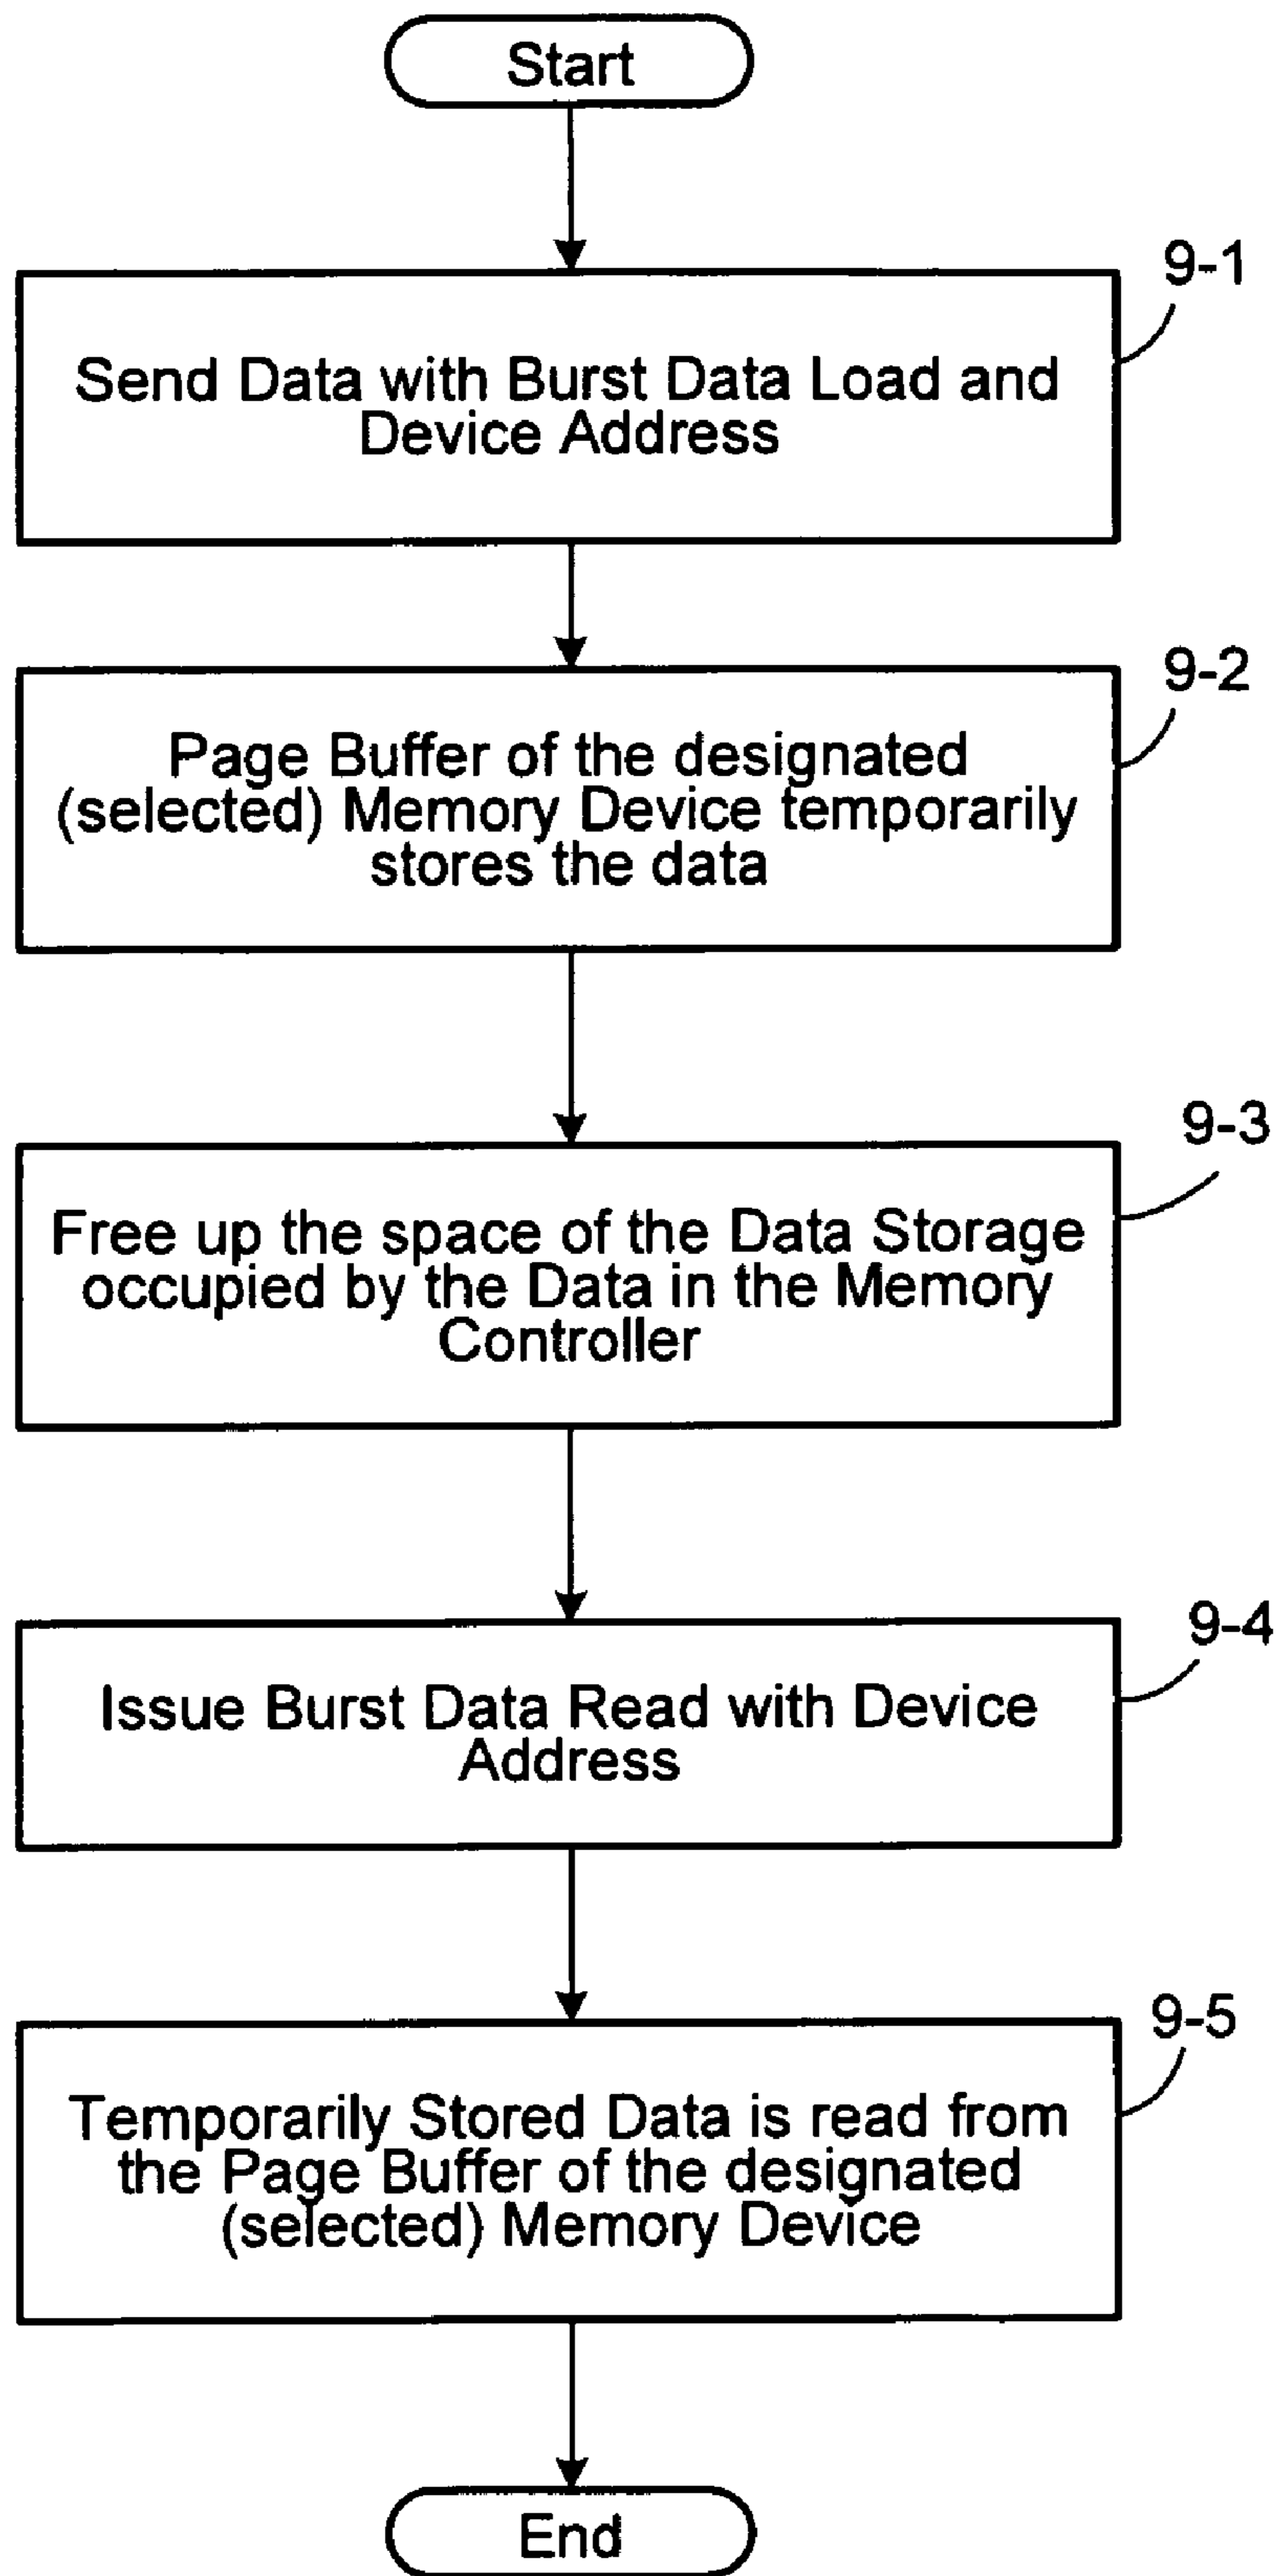 Start
9-1
Send Data with Burst Data Load and
Device Address
9-2
Page Buffer of the designated
(selected) Memory Device temporarily
stores the data
9-3
Free up the space of the Data Storage
occupied by the Data in the Memory
Controller
9-4
Issue Burst Data Read with Device
Address
9-5
Temporarily Stored Data is read from
the Page Buffer of the designated
(selected) Memory Device
End